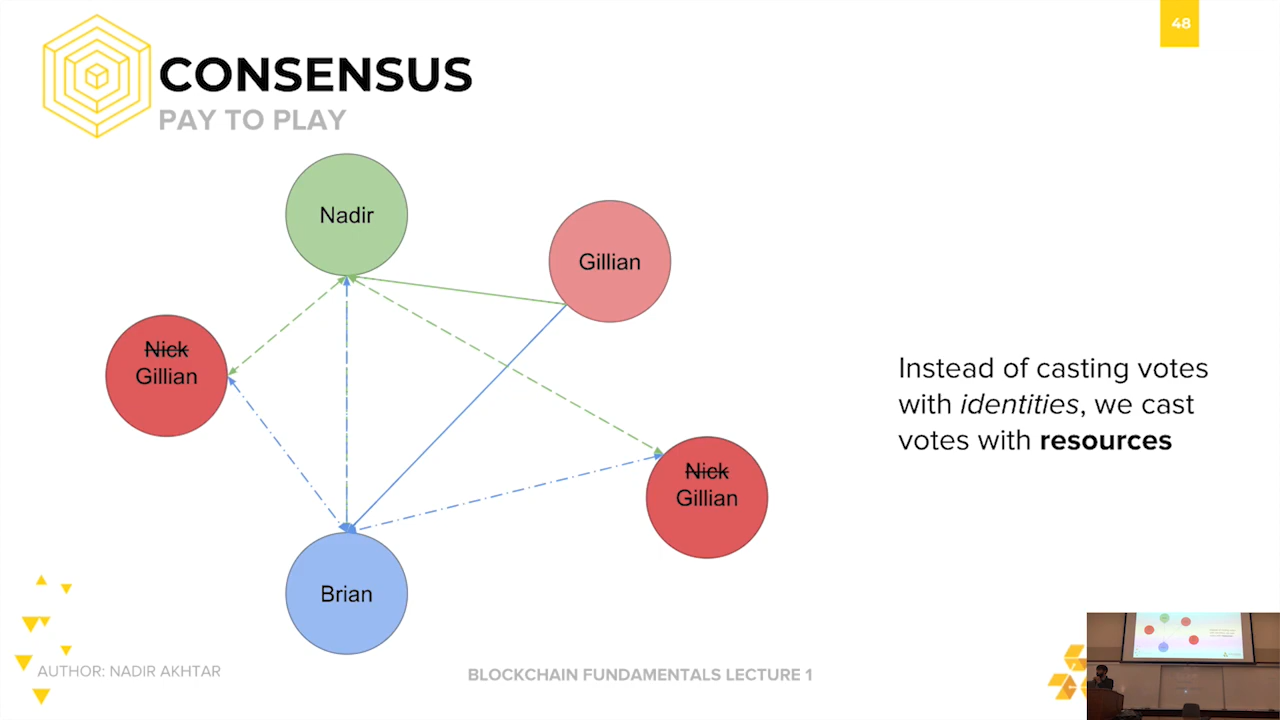 48
CONSENSUS
PAY TO PLAY
Nadir
Gillian
Nick
Gillian
Nick
Gillian
Brian
Instead of casting votes
with identities, we cast
votes with resources
AUTHOR: NADIR AKHTAR
BLOCKCHAIN FUNDAMENTALS LECTURE 1